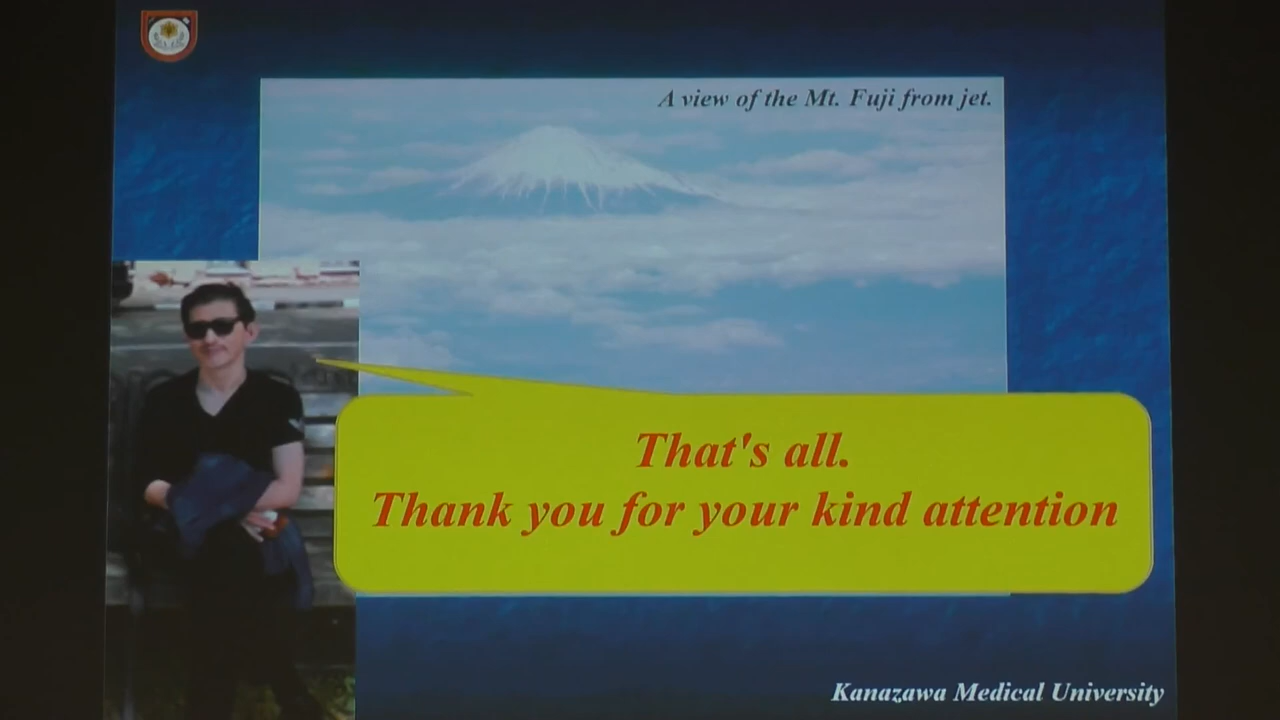 A view of the Mt. Fuji from jet.
That's all.
Thank you for your kind attention
Kanazawa Medical University